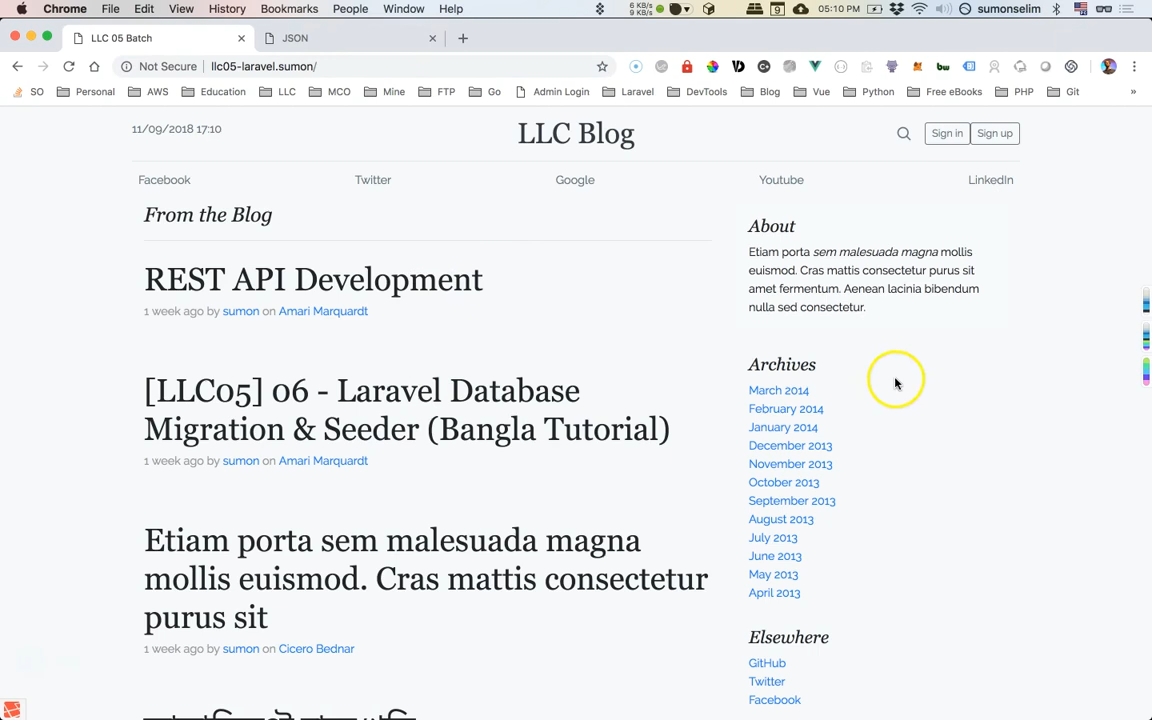 Chrome File Edit View History Bookmarks People Window Help 6 KB/s 9 KB/s 9 05:10 PM sumonselim
LLC 05 Batch JSON
Not Secure llc05-laravel.sumon/
SO Personal AWS Education LLC MCO Mine FTP Go Admin Login Laravel DevTools Blog Vue Python Free eBooks PHP Git »
11/09/2018 17:10
LLC Blog
Sign in Sign up
Facebook Twitter Google Youtube LinkedIn
From the Blog
REST API Development
1 week ago by sumon on Amari Marquardt
[LLC05] 06 - Laravel Database
Migration & Seeder (Bangla Tutorial)
1 week ago by sumon on Amari Marquardt
Etiam porta sem malesuada magna
mollis euismod. Cras mattis consectetur
purus sit
1 week ago by sumon on Cicero Bednar
About
Etiam porta sem malesuada magna mollis
euismod. Cras mattis consectetur purus sit
amet fermentum. Aenean lacinia bibendum
nulla sed consectetur.
Archives
March 2014
February 2014
January 2014
December 2013
November 2013
October 2013
September 2013
August 2013
July 2013
June 2013
May 2013
April 2013
Elsewhere
GitHub
Twitter
Facebook